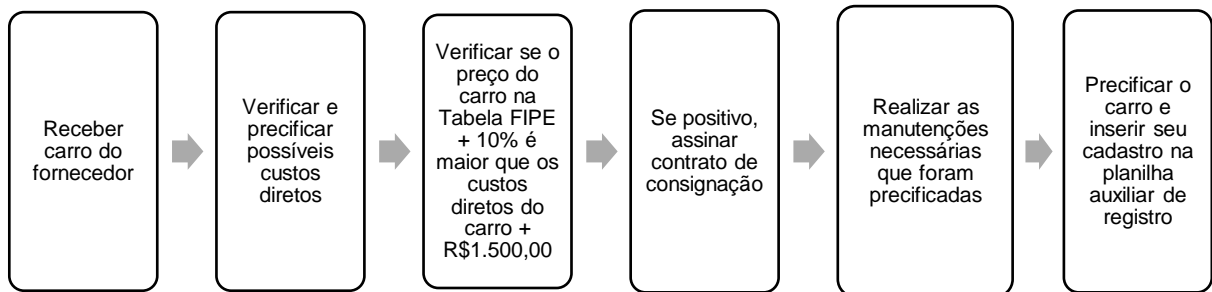 Receber
carro do
fornecedor
Verificar e
precificar
possíveis
custos
diretos
Verificar se o
preço do
carro na
Tabela FIPE
+ 10% é
maior que os
custos
diretos do
carro +
R$1.500,00
Se positivo,
assinar
contrato de
consignação
Realizar as
manutenções
necessárias
que foram
precificadas
Precificar o
carro e
inserir seu
cadastro na
planilha
auxiliar de
registro